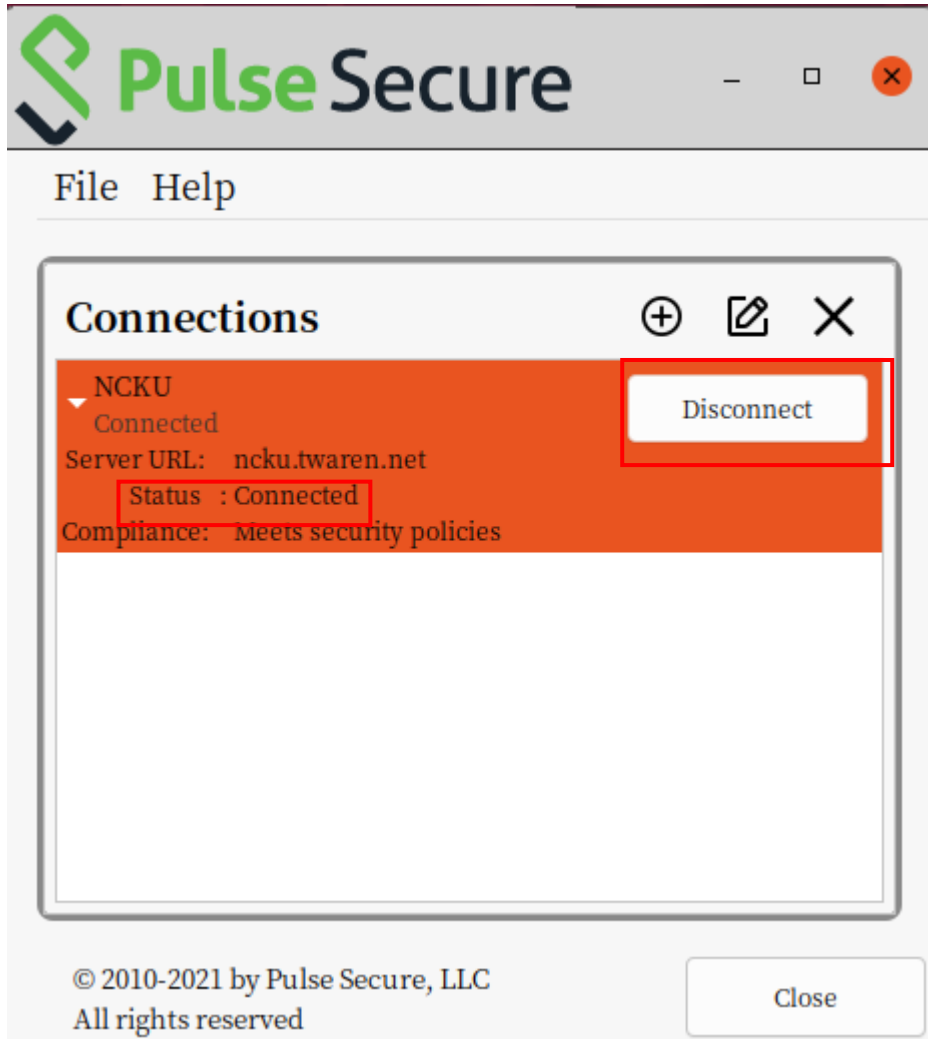 Pulse Secure
File Help
Connections
NCKU
Disconnect
Connected
Server URL: ncku.twaren.net
Status : Connected
Compliance: Meets security policies
© 2010-2021 by Pulse Secure, LLC
All rights reserved
Close